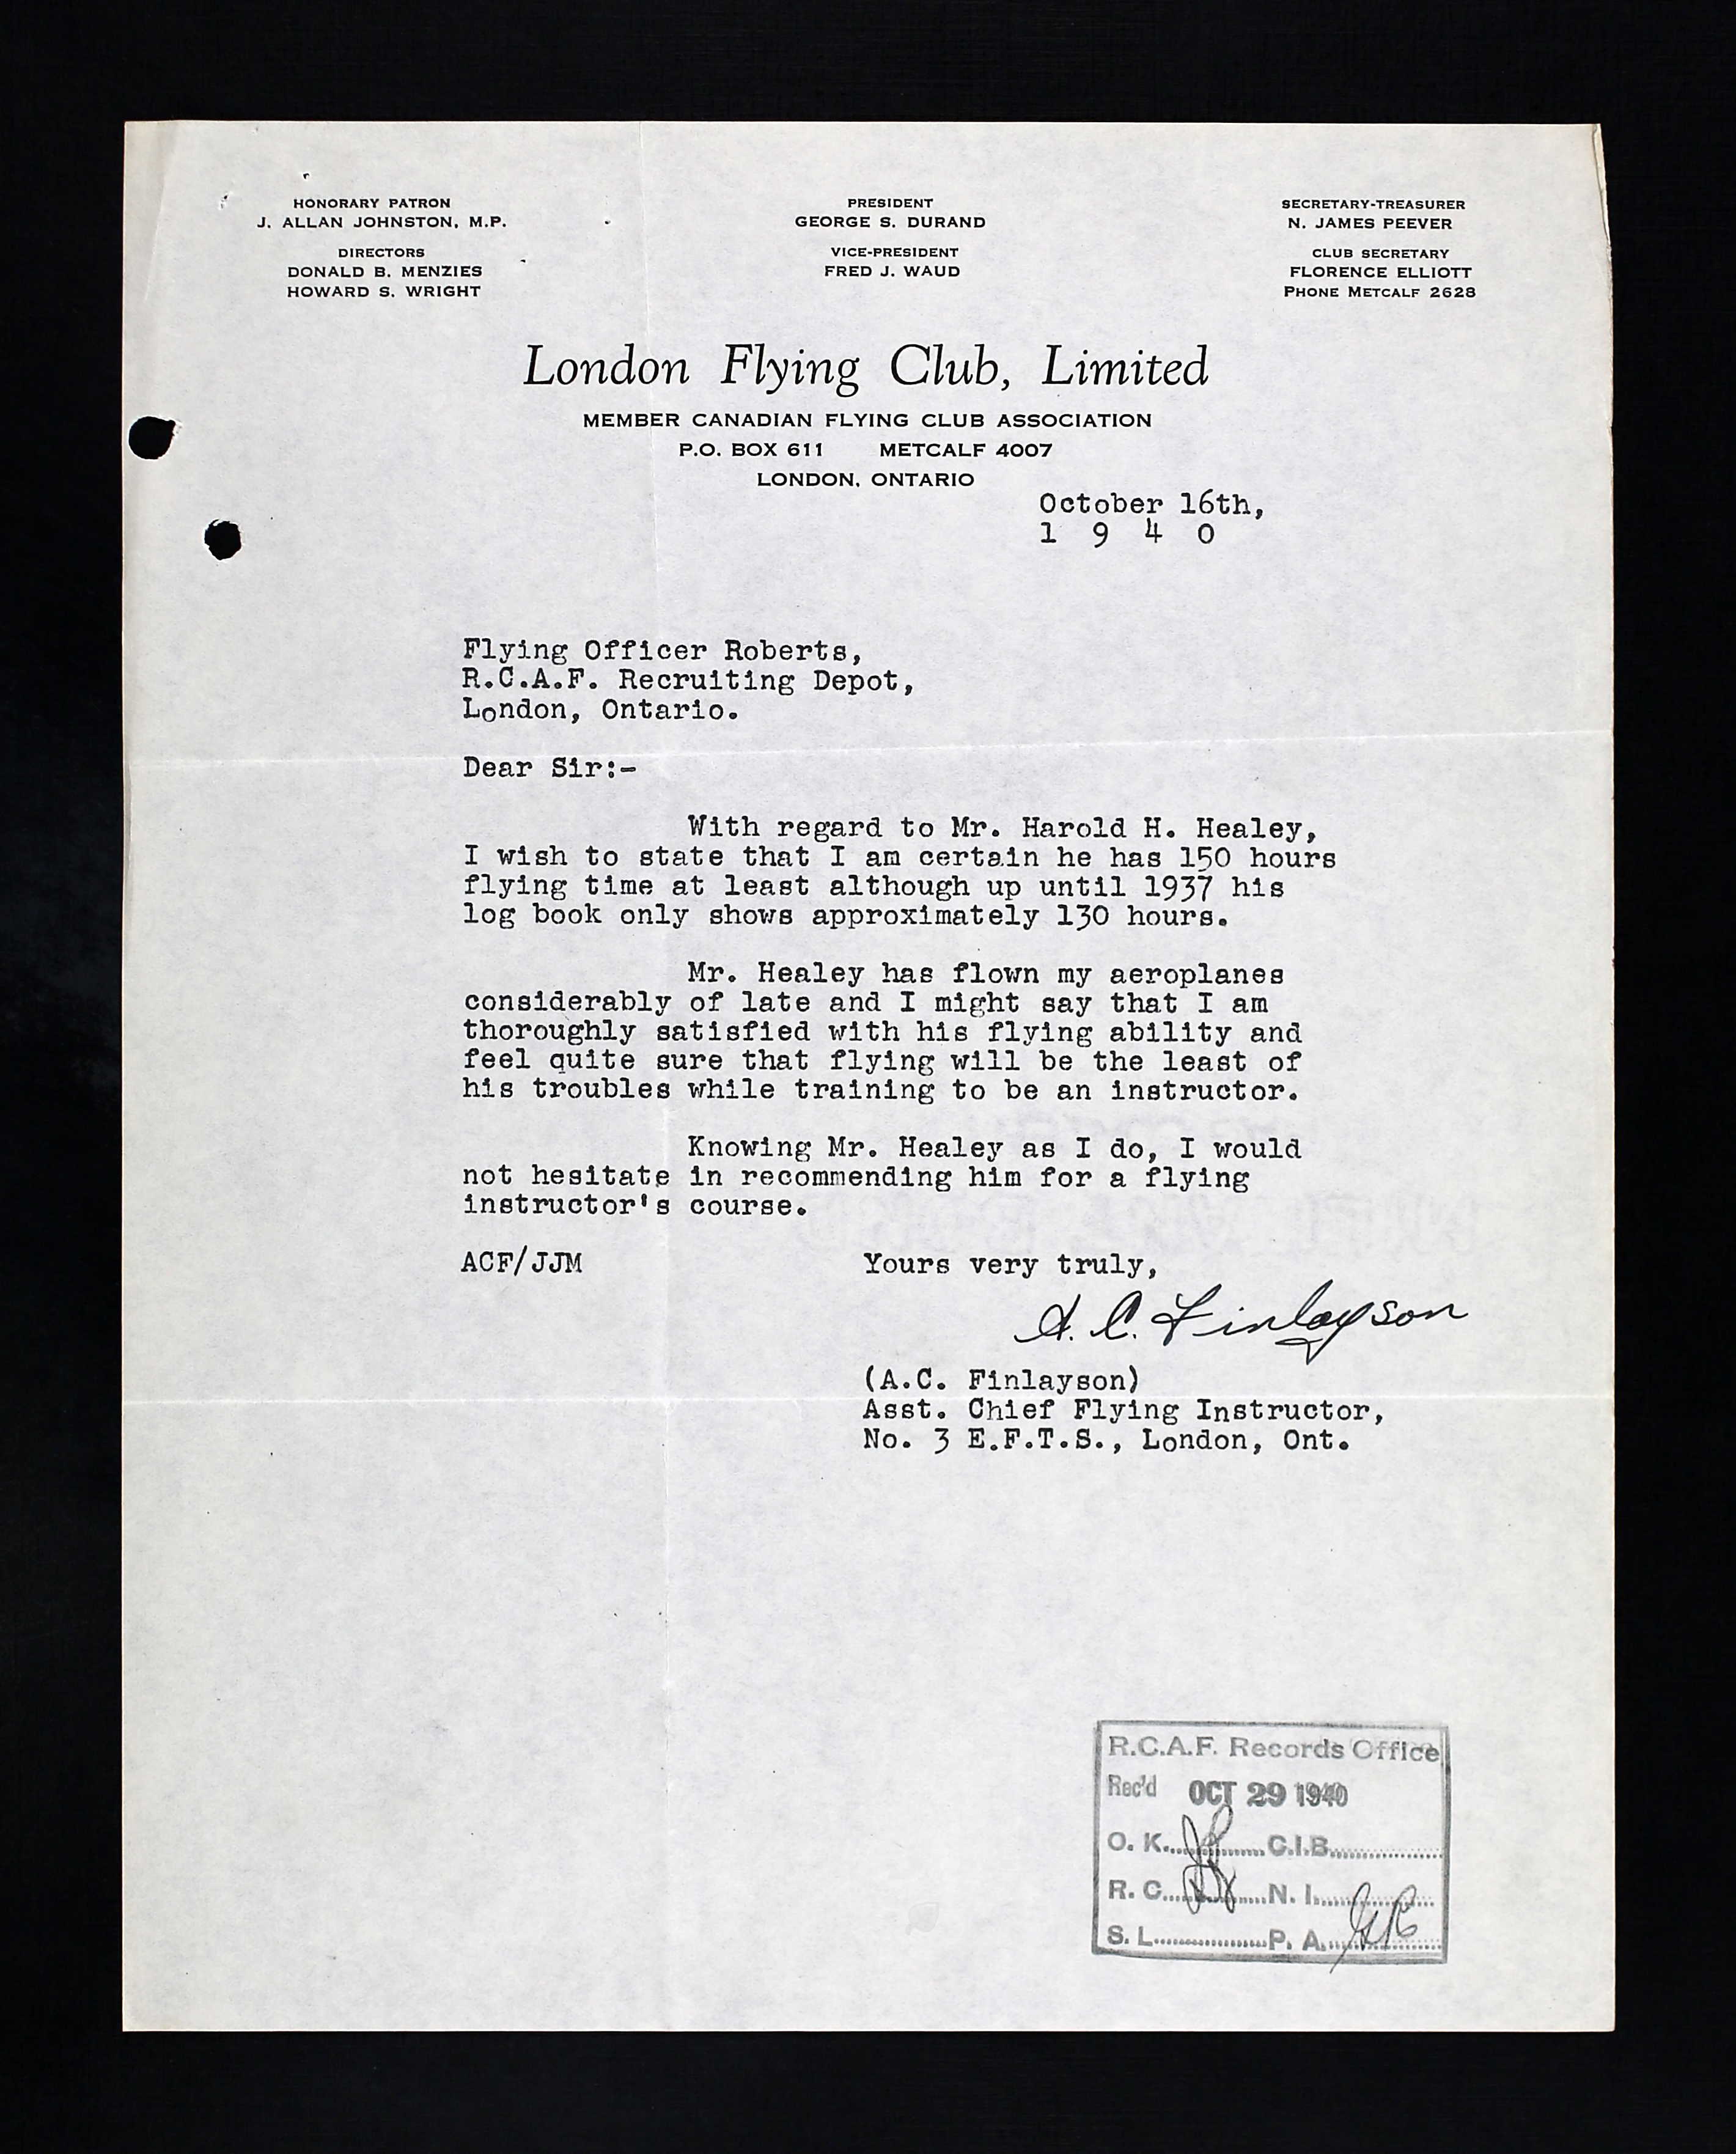 HONORARY PATRON
J. ALLAN JOHNSTON, M.P.
DIRECTORS
DONALD B. MENZIES
HOWARD S. WRIGHT
PRESIDENT
GEORGE S. DURAND
VICE-PRESIDENT
FRED J. WAUD
SECRETARY-TREASURER
N. JAMES PEEVER
CLUB SECRETARY
FLORENCE ELLIOTT
PHONE METCALF 2628
London Flying Club, Limited
MEMBER CANADIAN FLYING CLUB ASSOCIATION
P.O. BOX 611 METCALF 4007
LONDON, ONTARIO
October 16th,
1 9 4 0
Flying Officer Roberts,
R.C.A.F. Recruiting Depot,
London, Ontario.
Dear Sir:-
With regard to Mr. Harold H. Healey,
I wish to state that I am certain he has 150 hours
flying time at least although up until 1937 his
log book only shows approximately 130 hours.
Mr. Healey has flown my aeroplanes
considerably of late and I might say that I am
thoroughly satisfied with his flying ability and
feel quite sure that flying will be the least of
his troubles while training to be an instructor.
Knowing Mr. Healey as I do, I would
not hesitate in recommending him for a flying
instructor's course.
ACF/JJM Yours very truly,
A. C. Finlayson
(A.C. Finlayson)
Asst. Chief Flying Instructor,
No. 3 E.F.T.S., London, Ont.
R.C.A.F. Records Office
Rec'd OCT 29 1940
O. K. C.I.B.
R. C. N. I.
S. L. P. A.